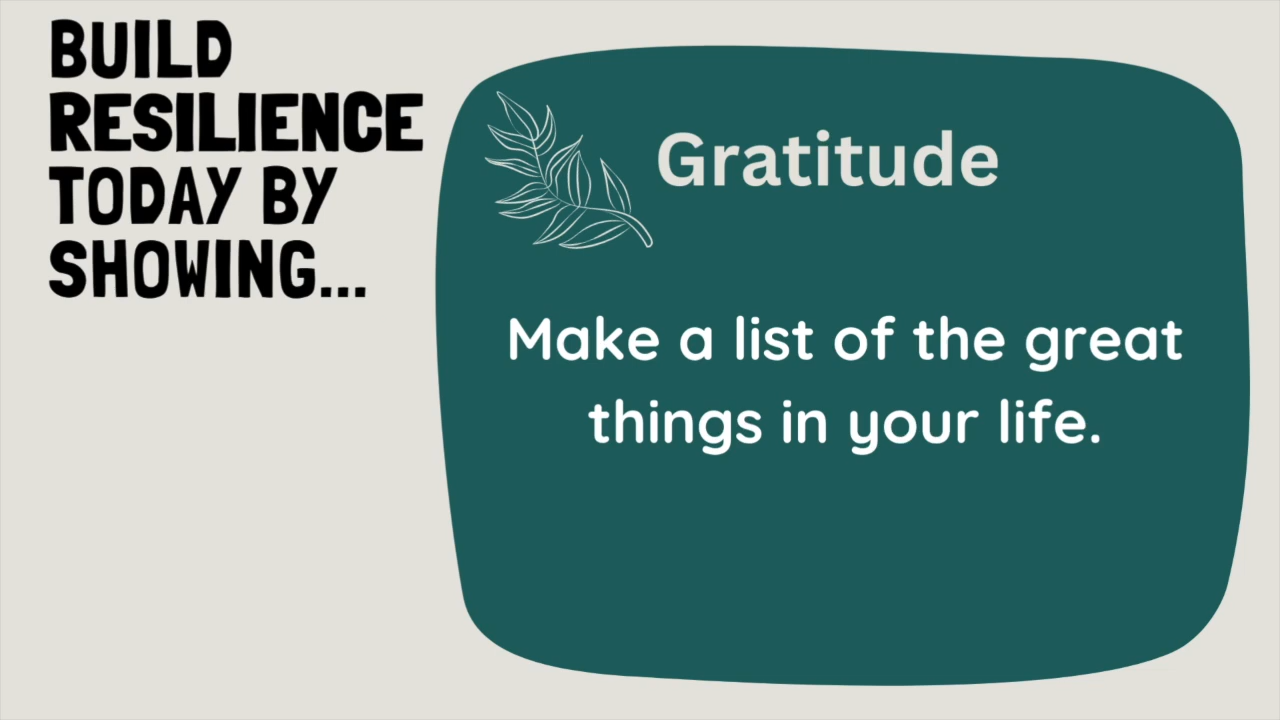 BUILD
RESILIENCE
TODAY BY
SHOWING...
Gratitude
Make a list of the great
things in your life.